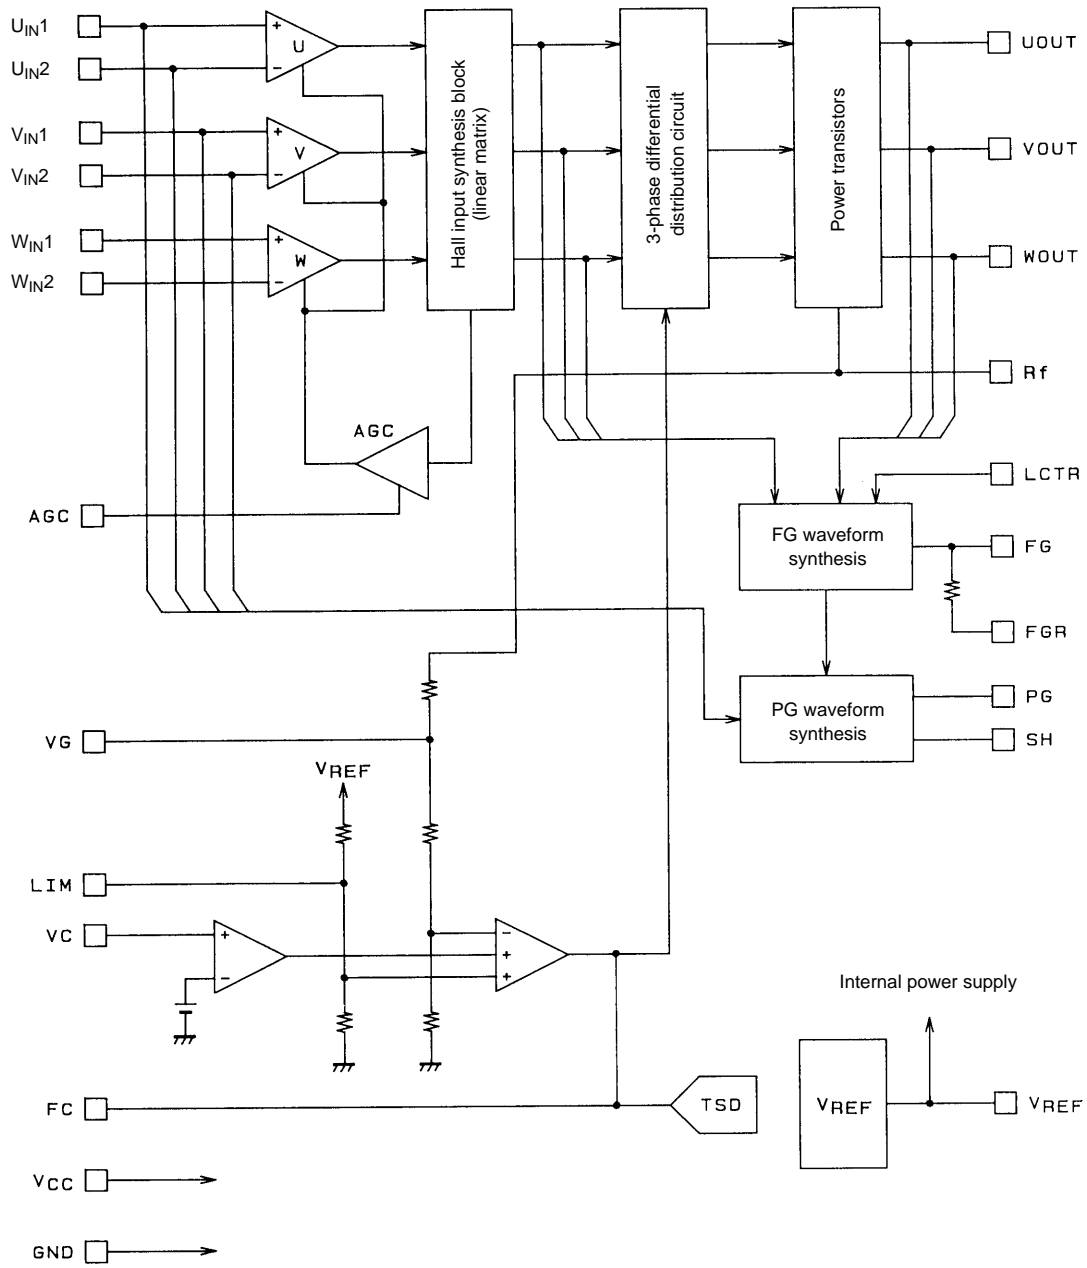 UIN1
UIN2
VIN1
VIN2
WIN1
WIN2
+
U
−
+
V
−
+
W
−
Hall input synthesis block
(linear matrix)
3-phase differential
distribution circuit
Power transistors
UOUT
VOUT
WOUT
Rf
AGC
AGC
LCTR
FG waveform
synthesis
FG
FGR
PG waveform
synthesis
PG
SH
VG
VREF
LIM
VC
+
−
−
+
+
Internal power supply
FC
TSD
VREF
VREF
VCC
GND